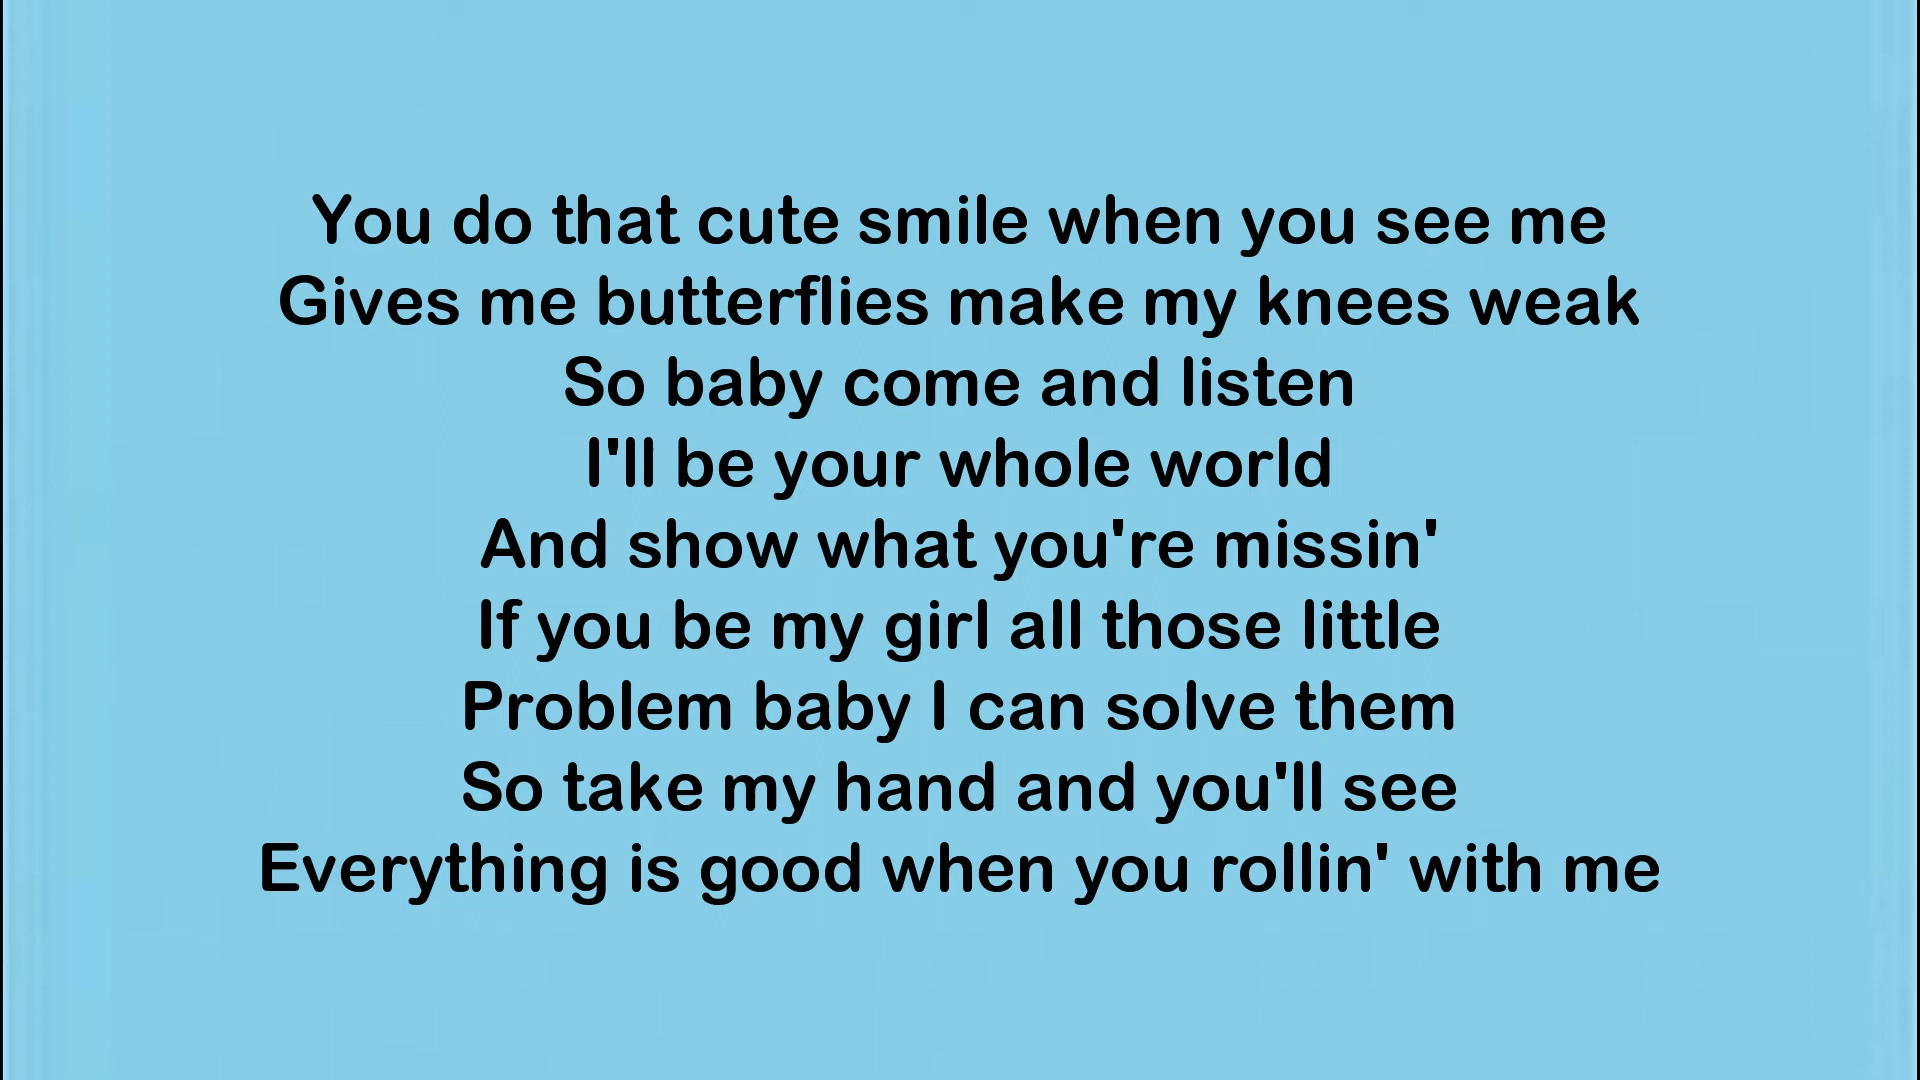 You do that cute smile when you see me
Gives me butterflies make my knees weak
So baby come and listen
I'll be your whole world
And show what you're missin'
If you be my girl all those little
Problem baby I can solve them
So take my hand and you'll see
Everything is good when you rollin' with me